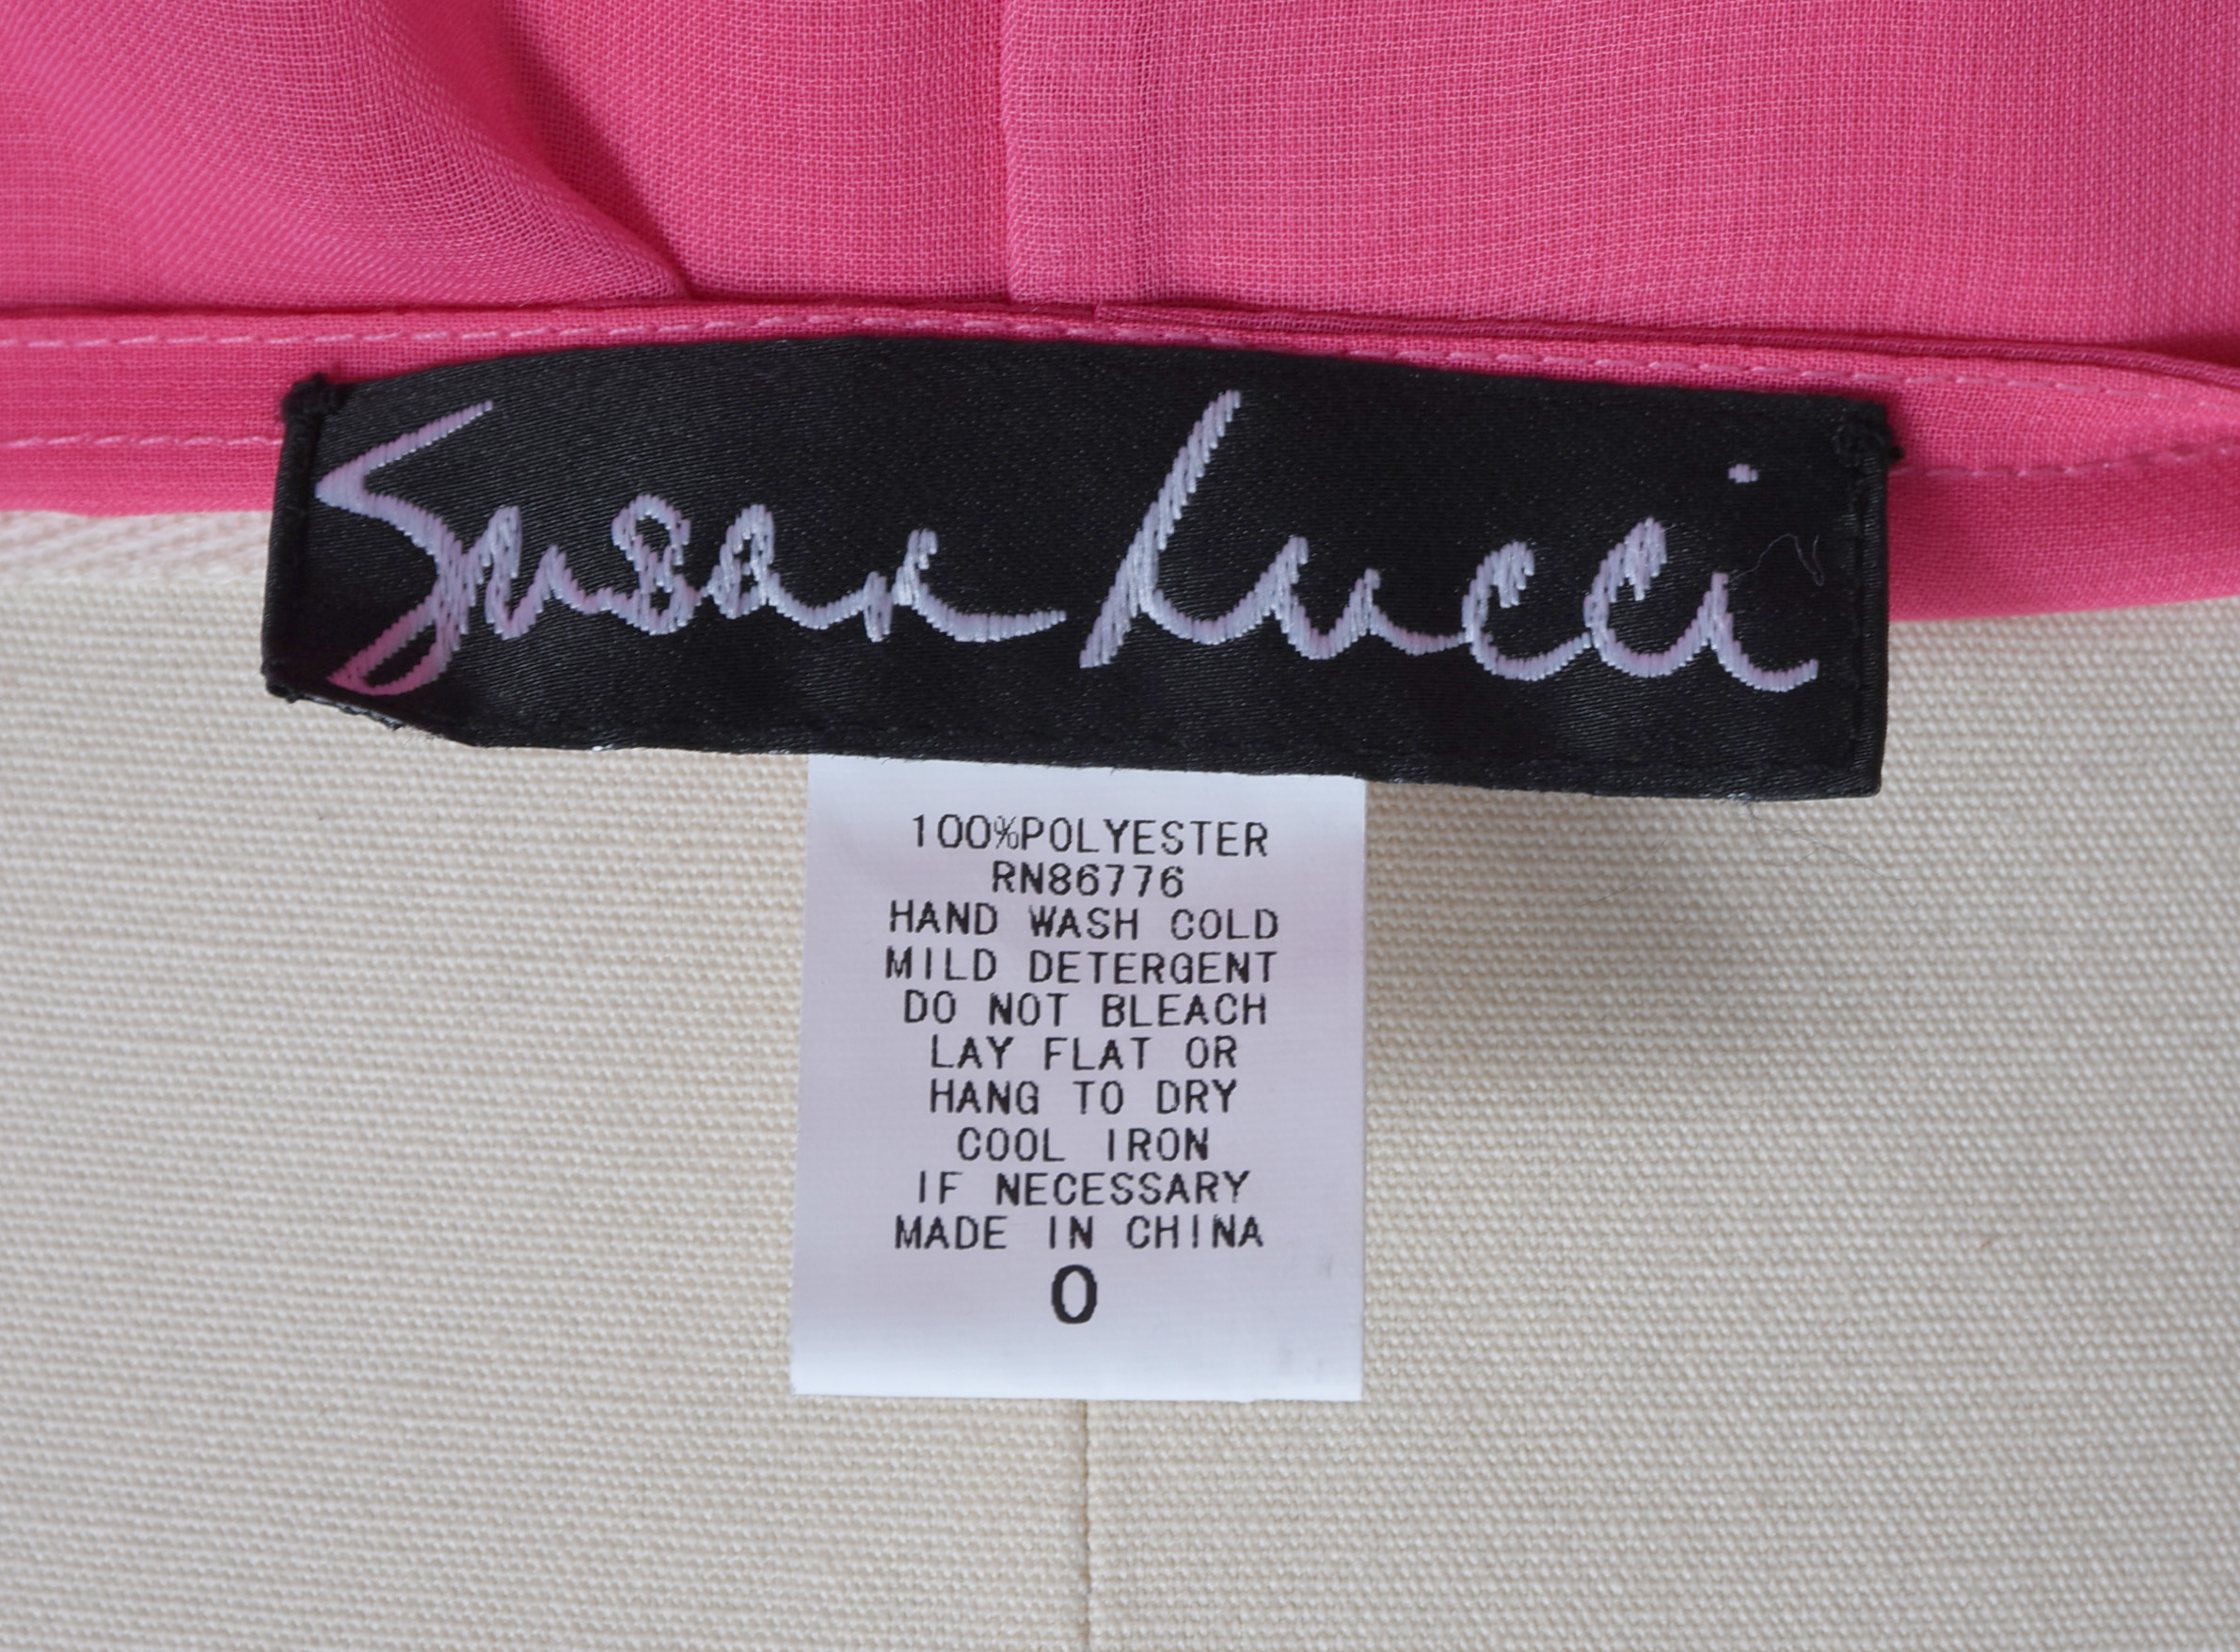 Susan Lucci
100%POLYESTER
RN86776
HAND WASH COLD
MILD DETERGENT
DO NOT BLEACH
LAY FLAT OR
HANG TO DRY
COOL IRON
IF NECESSARY
MADE IN CHINA
0